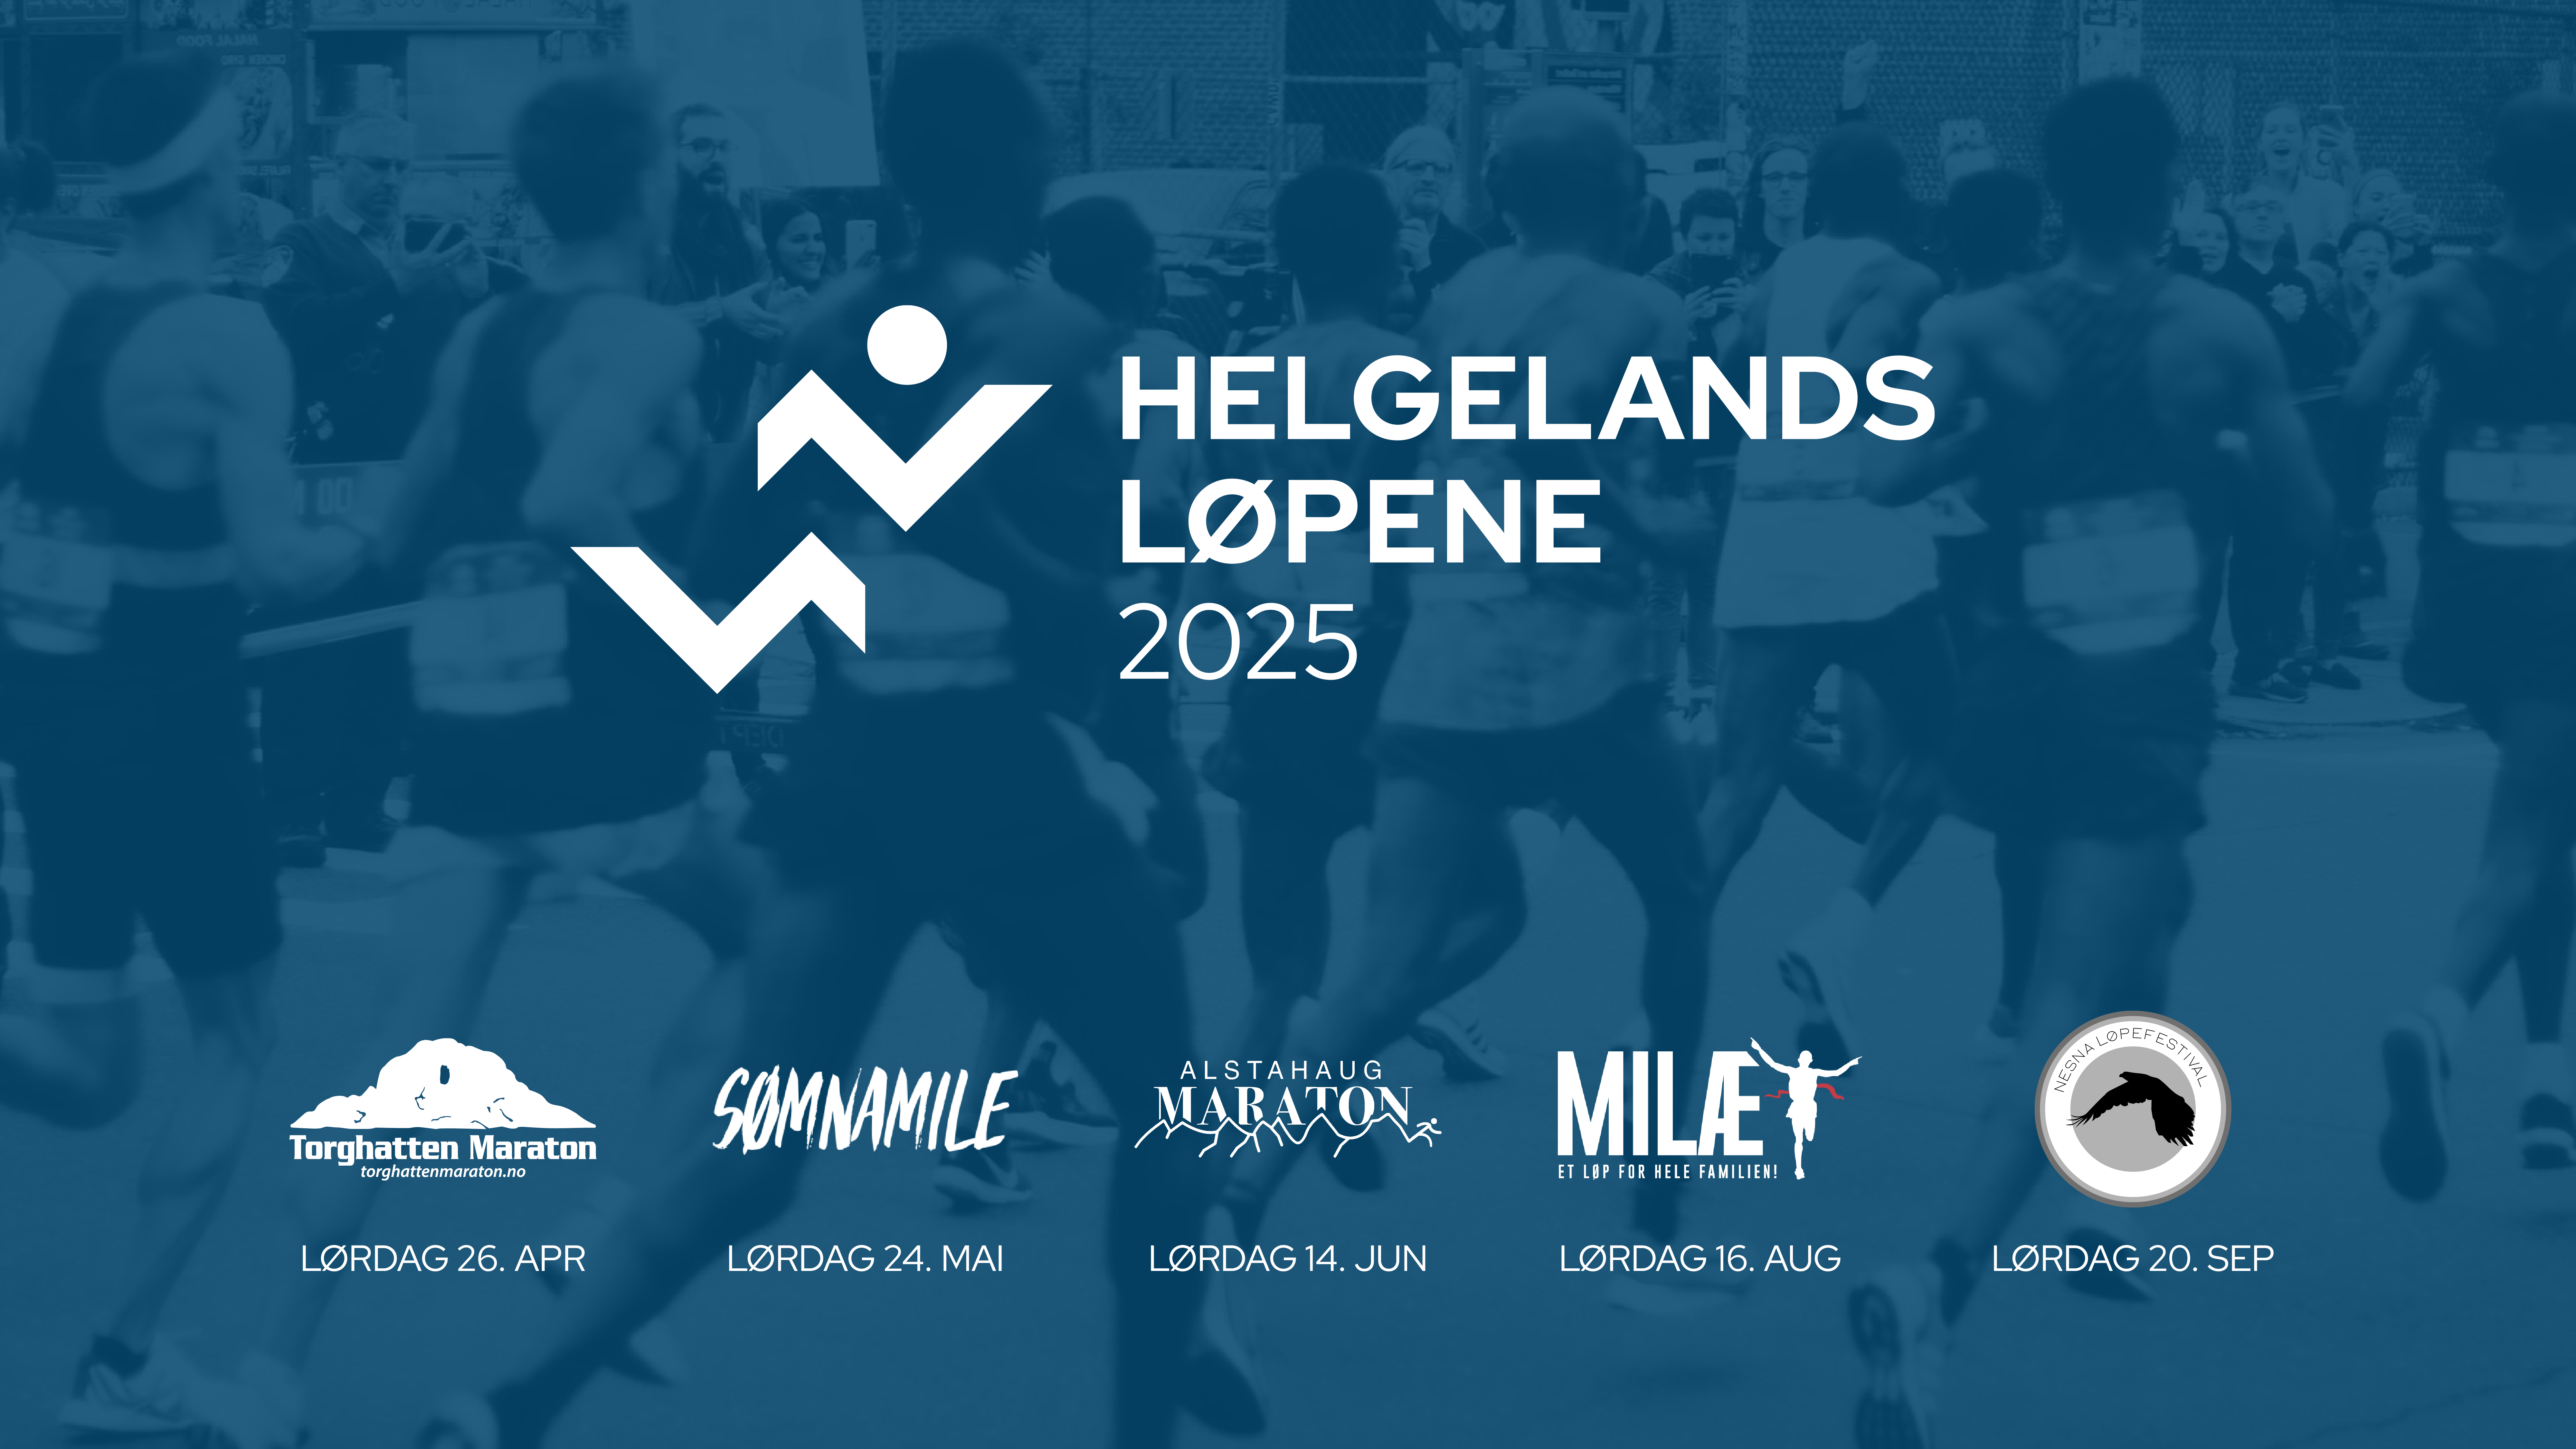 HELGELANDS
LØPENE
2025
Torghatten Maraton
torghattenmaraton.no
LØRDAG 26. APR
SØMNAMILE
LØRDAG 24. MAI
ALSTAHAUG
MARATON
LØRDAG 14. JUN
MILÆ
ET LØP FOR HELE FAMILIEN!
LØRDAG 16. AUG
NESNA LØPEFESTIVAL
LØRDAG 20. SEP